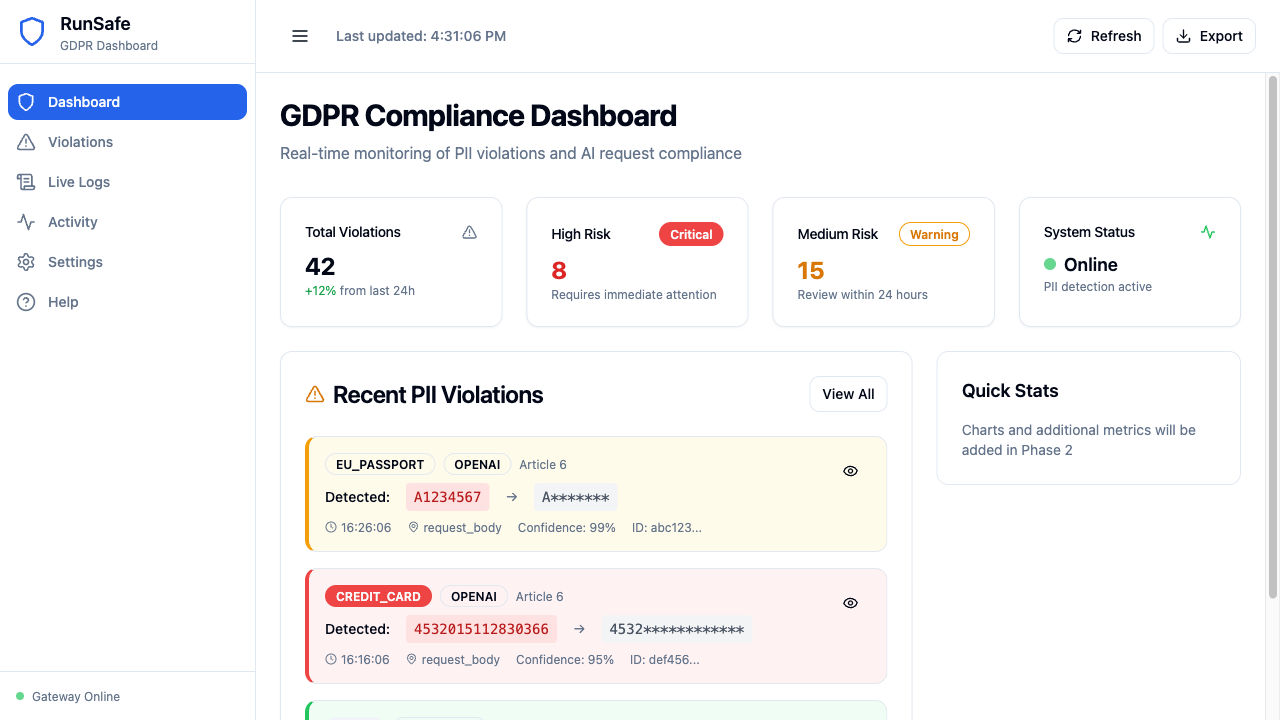 RunSafe
GDPR Dashboard
Dashboard
Violations
Live Logs
Activity
Settings
Help
Gateway Online
Last updated: 4:31:06 PM
Refresh
Export
GDPR Compliance Dashboard
Real-time monitoring of PII violations and AI request compliance
Total Violations
42
+12% from last 24h
High Risk
Critical
8
Requires immediate attention
Medium Risk
Warning
15
Review within 24 hours
System Status
Online
PII detection active
Recent PII Violations
View All
EU_PASSPORT OPENAI Article 6
Detected: A1234567 → A*******
16:26:06 request_body Confidence: 99% ID: abc123...
CREDIT_CARD OPENAI Article 6
Detected: 4532015112830366 → 4532************
16:16:06 request_body Confidence: 95% ID: def456...
Quick Stats
Charts and additional metrics will be
added in Phase 2